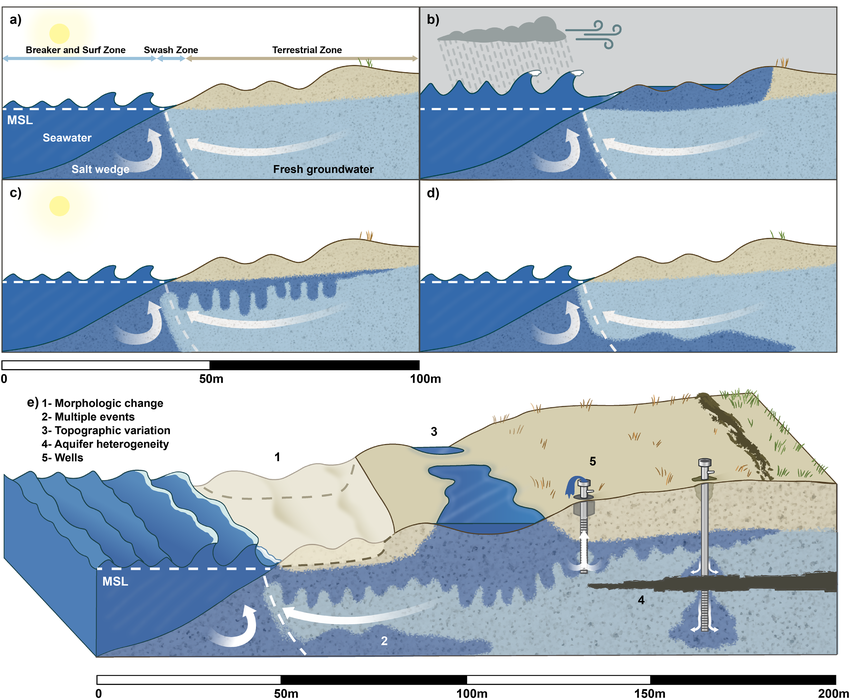 a)
Breaker and Surf Zone
Swash Zone
Terrestrial Zone
MSL
Seawater
Salt wedge
Fresh groundwater
b)
c)
d)
0
50m
100m
e) 1- Morphologic change
2- Multiple events
3- Topographic variation
4- Aquifer heterogeneity
5- Wells
1
3
5
MSL
4
2
0
50m
100m
150m
200m